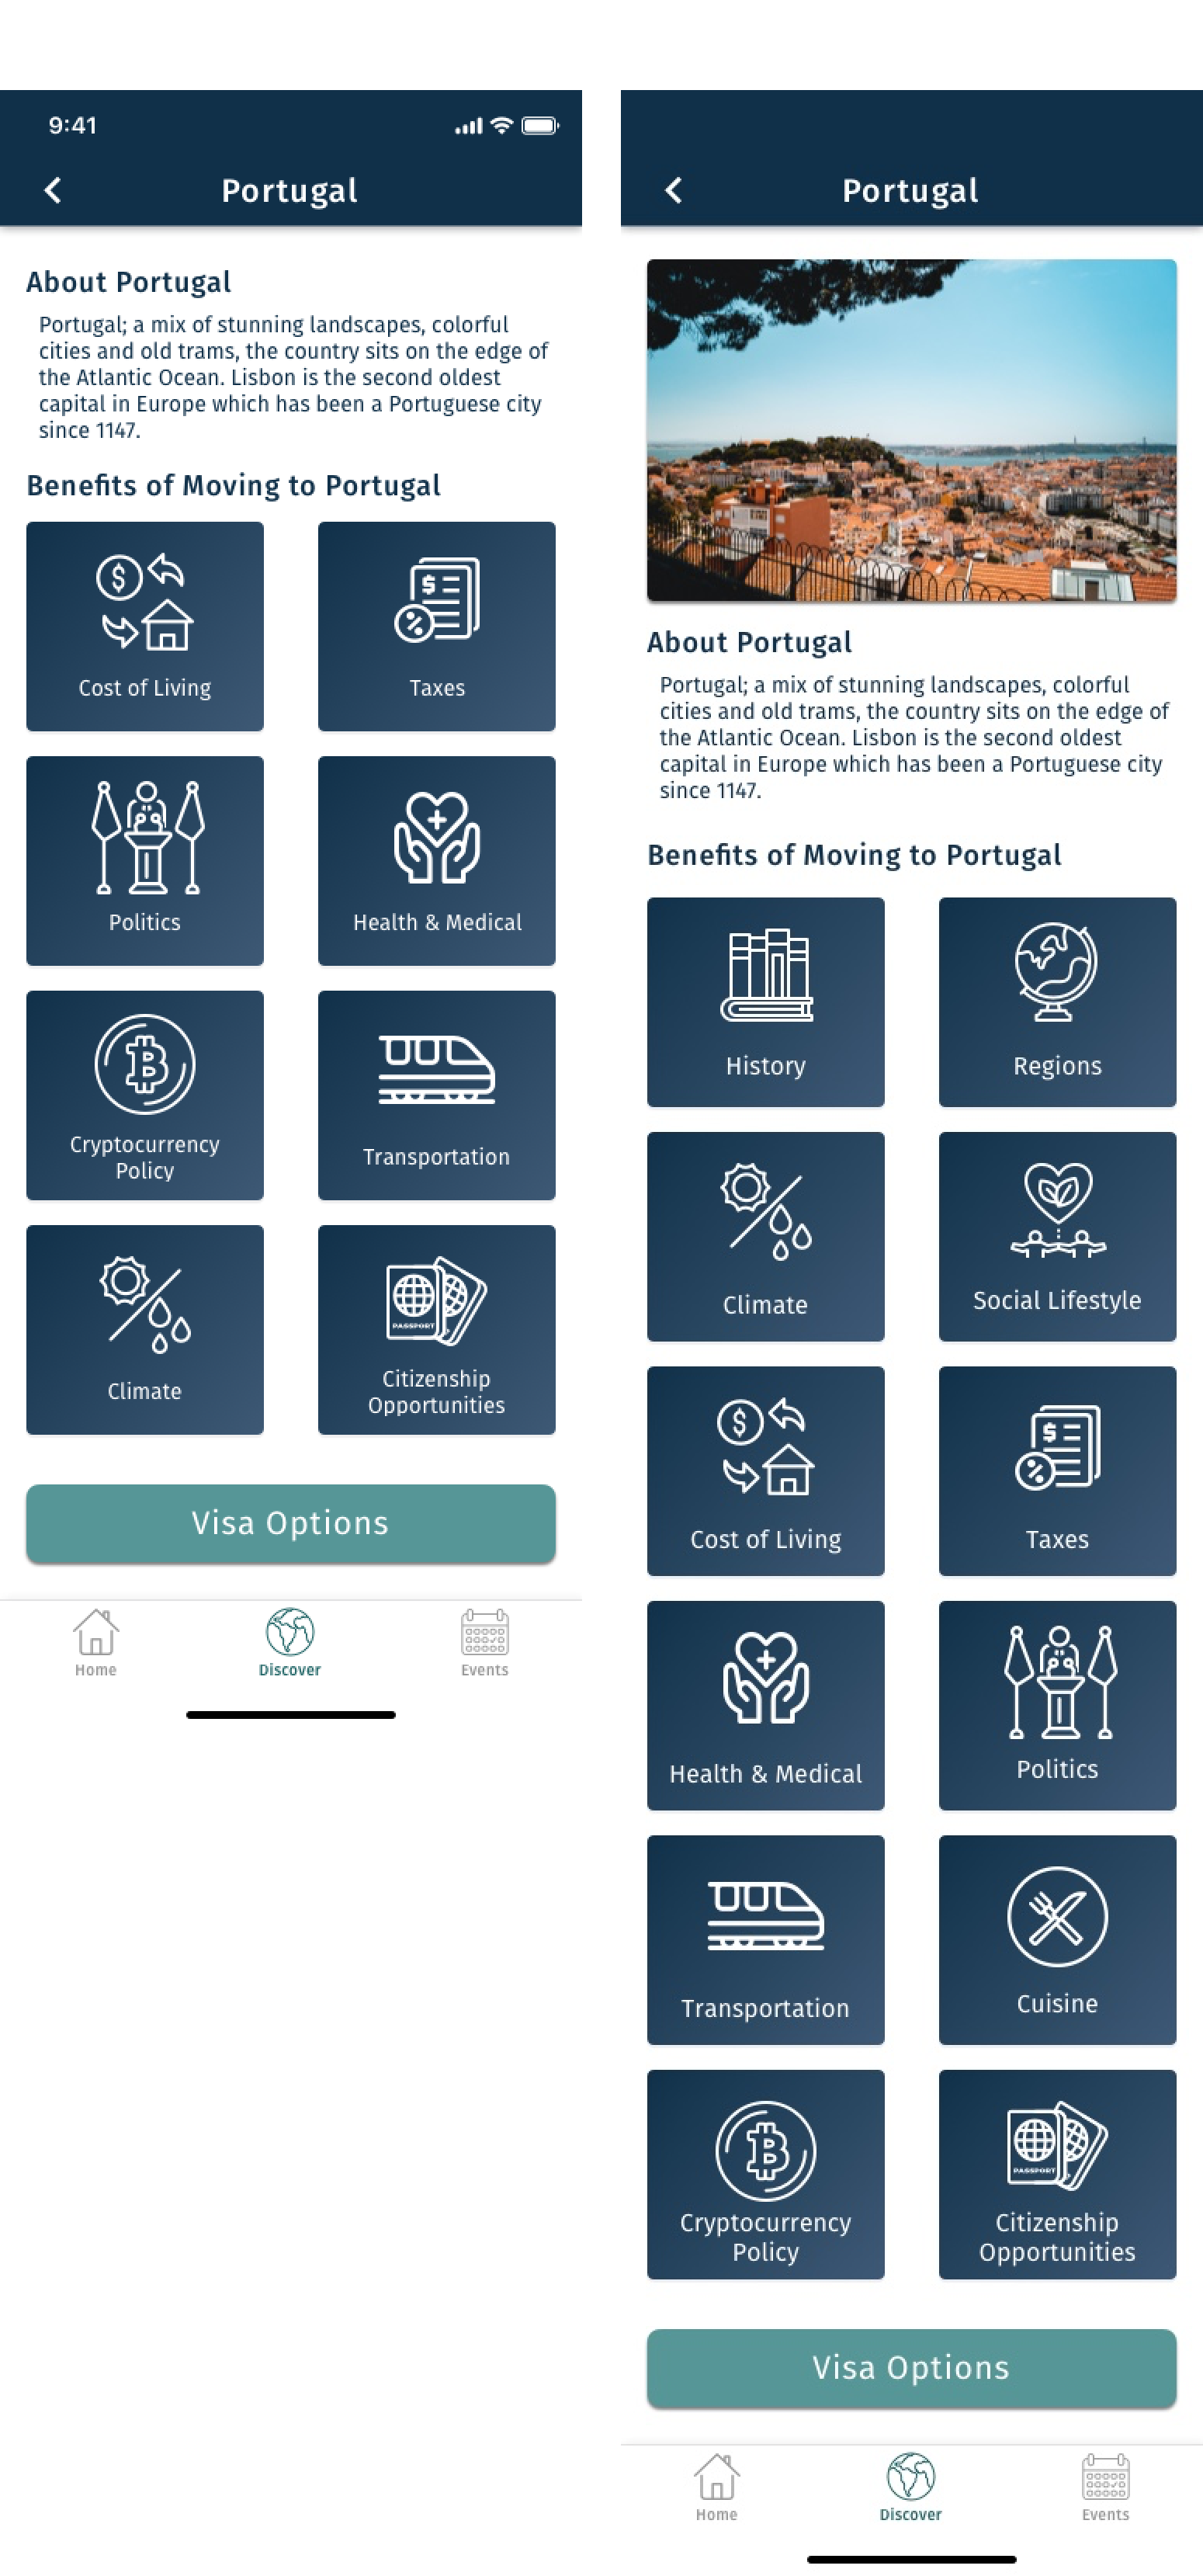 9:41
Portugal
About Portugal
Portugal; a mix of stunning landscapes, colorful
cities and old trams, the country sits on the edge of
the Atlantic Ocean. Lisbon is the second oldest
capital in Europe which has been a Portuguese city
since 1147.
Benefits of Moving to Portugal
$
Cost of Living
$
%
Taxes
Politics
Health & Medical
Cryptocurrency
Policy
Transportation
Climate
PASSPORT
Citizenship
Opportunities
Visa Options
Home
Discover
Events
Portugal
About Portugal
Portugal; a mix of stunning landscapes, colorful
cities and old trams, the country sits on the edge of
the Atlantic Ocean. Lisbon is the second oldest
capital in Europe which has been a Portuguese city
since 1147.
Benefits of Moving to Portugal
History
Regions
Climate
Social Lifestyle
$
Cost of Living
$
%
Taxes
Health & Medical
Politics
Transportation
Cuisine
Cryptocurrency
Policy
PASSPORT
Citizenship
Opportunities
Visa Options
Home
Discover
Events